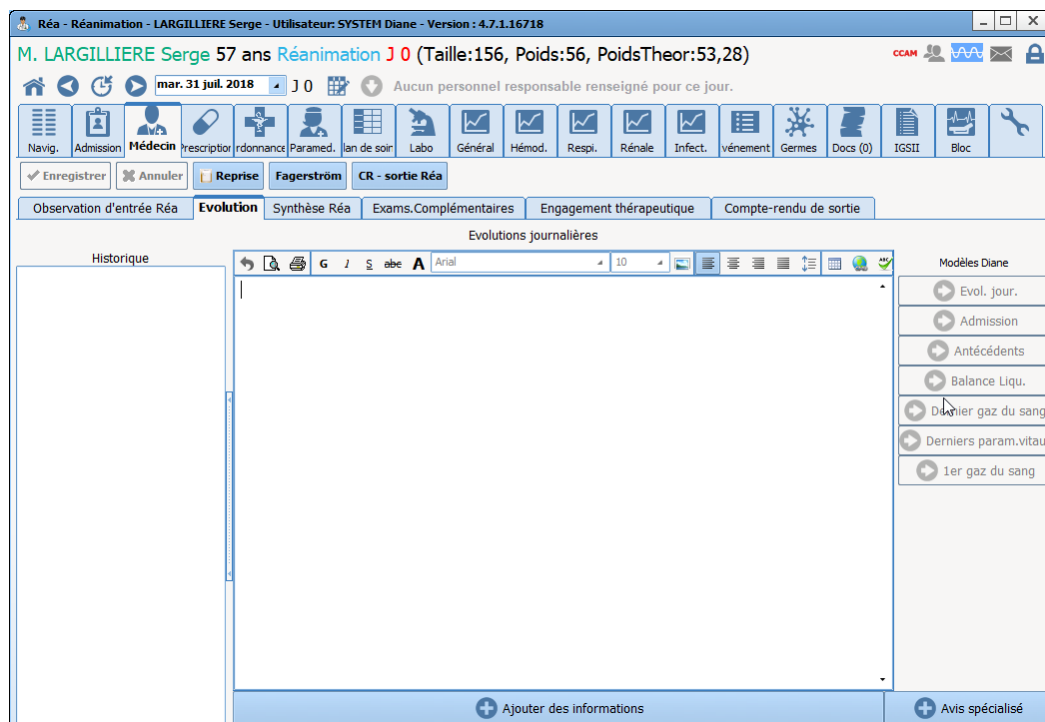 Réa - Réanimation - LARGILLIERE Serge - Utilisateur: SYSTEM Diane - Version : 4.7.1.16718
M. LARGILLIERE Serge 57 ans Réanimation J 0 (Taille:156, Poids:56, PoidsTheor:53,28)
CCAM
mar. 31 juil. 2018 J 0 Aucun personnel responsable renseigné pour ce jour.
Navig. Admission Médecin Prescription rdonnance Paramed. lan de soin Labo Général Hémod. Respi. Rénale Infect. vénement Germes Docs (0) IGSII Bloc
Enregistrer Annuler Reprise Fagerström CR - sortie Réa
Observation d'entrée Réa Evolution Synthèse Réa Exams.Complémentaires Engagement thérapeutique Compte-rendu de sortie
Evolutions journalières
Historique
G I S abc A Arial 10 ABC
Modèles Diane
Evol. jour.
Admission
Antécédents
Balance Liqu.
Dernier gaz du sang
Derniers param.vitau
1er gaz du sang
Ajouter des informations
Avis spécialisé